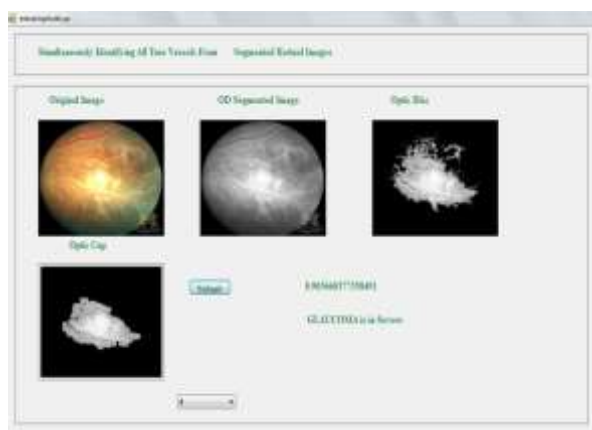 Simultaneously Identifying All True Vessels From Segmented Retinal Images
Original Image
OD Segmented Image
Optic Disc
Optic Cup
GLAUCOMA is in Severe